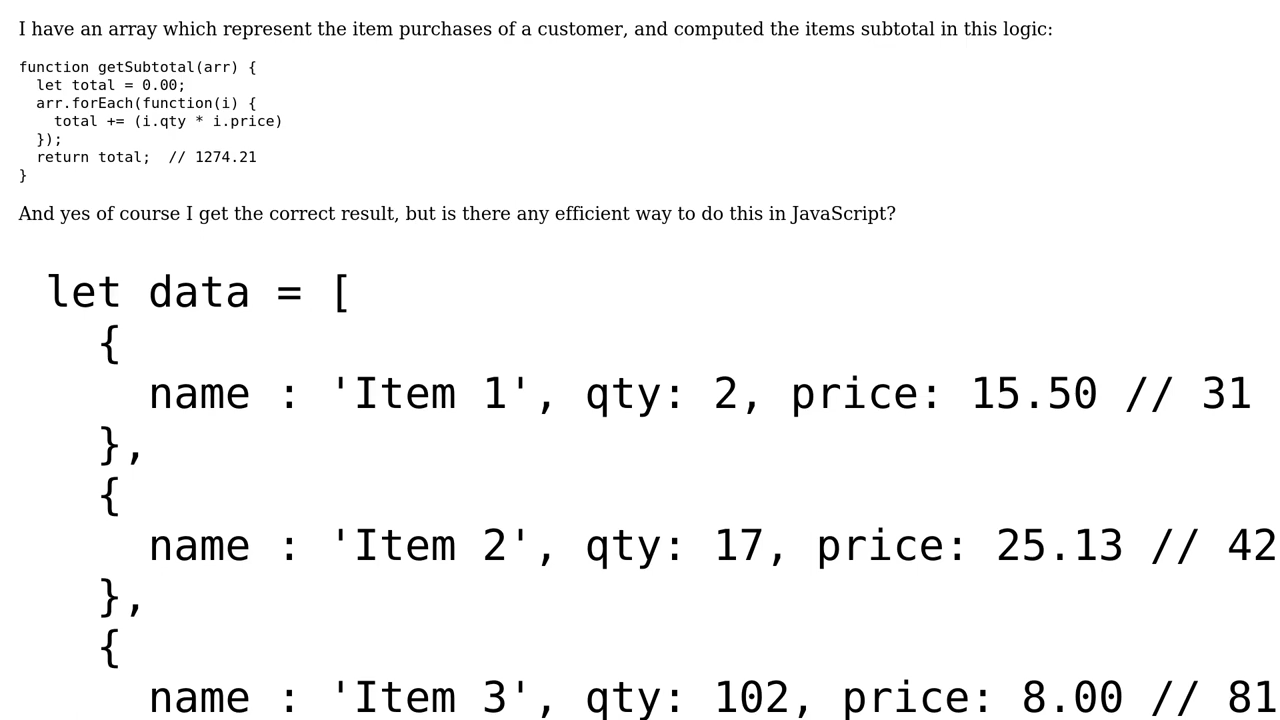 I have an array which represent the item purchases of a customer, and computed the items subtotal in this logic:
function getSubtotal(arr) {
  let total = 0.00;
  arr.forEach(function(i) {
    total += (i.qty * i.price)
  });
  return total;  // 1274.21
}
And yes of course I get the correct result, but is there any efficient way to do this in JavaScript?
let data = [
  {
    name : 'Item 1', qty: 2, price: 15.50 // 31
  },
  {
    name : 'Item 2', qty: 17, price: 25.13 // 42
  },
  {
    name : 'Item 3', qty: 102, price: 8.00 // 81